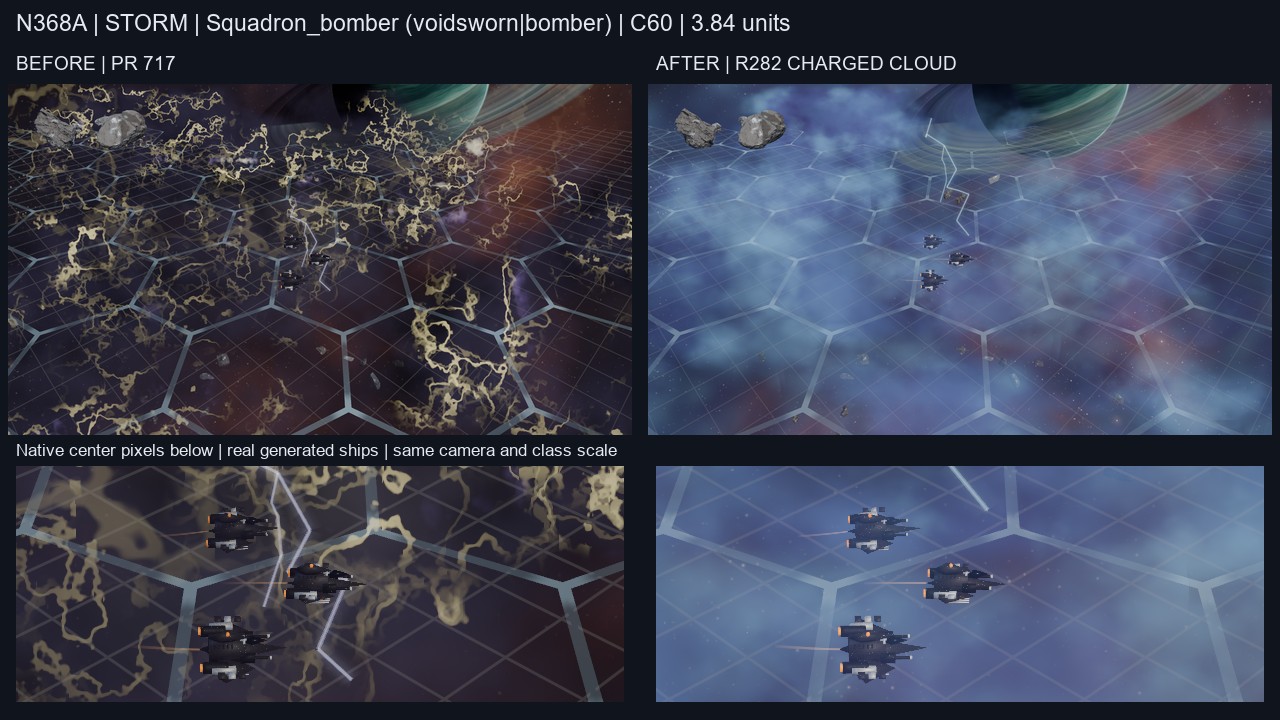 N368A | STORM | Squadron_bomber (voidsworn|bomber) | C60 | 3.84 units
BEFORE | PR 717
AFTER | R282 CHARGED CLOUD
Native center pixels below | real generated ships | same camera and class scale